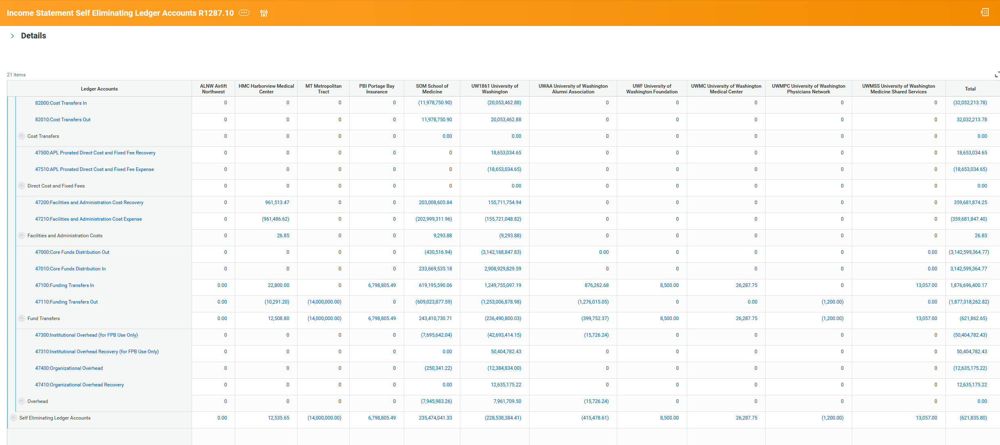 Income Statement Self Eliminating Ledger Accounts R1287.10
Details
21 items
Ledger Accounts ALNW Airlift Northwest HMC Harborview Medical Center MT Metropolitan Tract PBI Portage Bay Insurance SOM School of Medicine UW1861 University of Washington UWAA University of Washington Alumni Association UWF University of Washington Foundation UWMC University of Washington Medical Center UWMPC University of Washington Physicians Network UWMSS University of Washington Medicine Shared Services Total
82000:Cost Transfers In 0 0 0 0 (11,978,750.90) (20,053,462.88) 0 0 0 0 0 (32,032,213.78)
82010:Cost Transfers Out 0 0 0 0 11,978,750.90 20,053,462.88 0 0 0 0 0 32,032,213.78
Cost Transfers 0 0 0 0 0.00 0.00 0 0 0 0 0 0.00
47500:APL Prorated Direct Cost and Fixed Fee Recovery 0 0 0 0 0 18,653,034.65 0 0 0 0 0 18,653,034.65
47510:APL Prorated Direct Cost and Fixed Fee Expense 0 0 0 0 0 (18,653,034.65) 0 0 0 0 0 (18,653,034.65)
Direct Cost and Fixed Fees 0 0 0 0 0 0.00 0 0 0 0 0 0.00
47200:Facilities and Administration Cost Recovery 0 961,513.47 0 0 203,008,605.84 155,711,754.94 0 0 0 0 0 359,681,874.25
47210:Facilities and Administration Cost Expense 0 (961,486.62) 0 0 (202,999,311.96) (155,721,048.82) 0 0 0 0 0 (359,681,847.40)
Facilities and Administration Costs 0 26.85 0 0 9,293.88 (9,293.88) 0 0 0 0 0 26.85
47000:Core Funds Distribution Out 0 0 0 0 (430,516.94) (3,142,168,847.83) 0.00 0 0 0 0.00 (3,142,599,364.77)
47010:Core Funds Distribution In 0 0 0 0 233,669,535.18 2,908,929,829.59 0 0 0 0 0.00 3,142,599,364.77
47100:Funding Transfers In 0.00 22,800.00 0 6,798,805.49 619,195,590.06 1,249,755,097.19 876,262.68 8,500.00 26,287.75 0 13,057.00 1,876,696,400.17
47110:Funding Transfers Out 0.00 (10,291.20) (14,000,000.00) 0 (609,023,877.59) (1,253,006,878.98) (1,276,015.05) 0 0.00 (1,200.00) 0.00 (1,877,318,262.82)
Fund Transfers 0.00 12,508.80 (14,000,000.00) 6,798,805.49 243,410,730.71 (236,490,800.03) (399,752.37) 8,500.00 26,287.75 (1,200.00) 13,057.00 (621,862.65)
47300:Institutional Overhead (for FPB Use Only) 0 0 0 0 (7,695,642.04) (42,693,414.15) (15,726.24) 0 0 0 0 (50,404,782.43)
47310:Institutional Overhead Recovery (for FPB Use Only) 0 0 0 0 0.00 50,404,782.43 0 0 0 0 0 50,404,782.43
47400:Organizational Overhead 0 0 0 0 (250,341.22) (12,384,834.00) 0 0 0 0 0 (12,635,175.22)
47410:Organizational Overhead Recovery 0 0 0 0 0.00 12,635,175.22 0 0 0 0 0 12,635,175.22
Overhead 0 0 0 0 (7,945,983.26) 7,961,709.50 (15,726.24) 0 0 0 0 0.00
Self Eliminating Ledger Accounts 0.00 12,535.65 (14,000,000.00) 6,798,805.49 235,474,041.33 (228,538,384.41) (415,478.61) 8,500.00 26,287.75 (1,200.00) 13,057.00 (621,835.80)